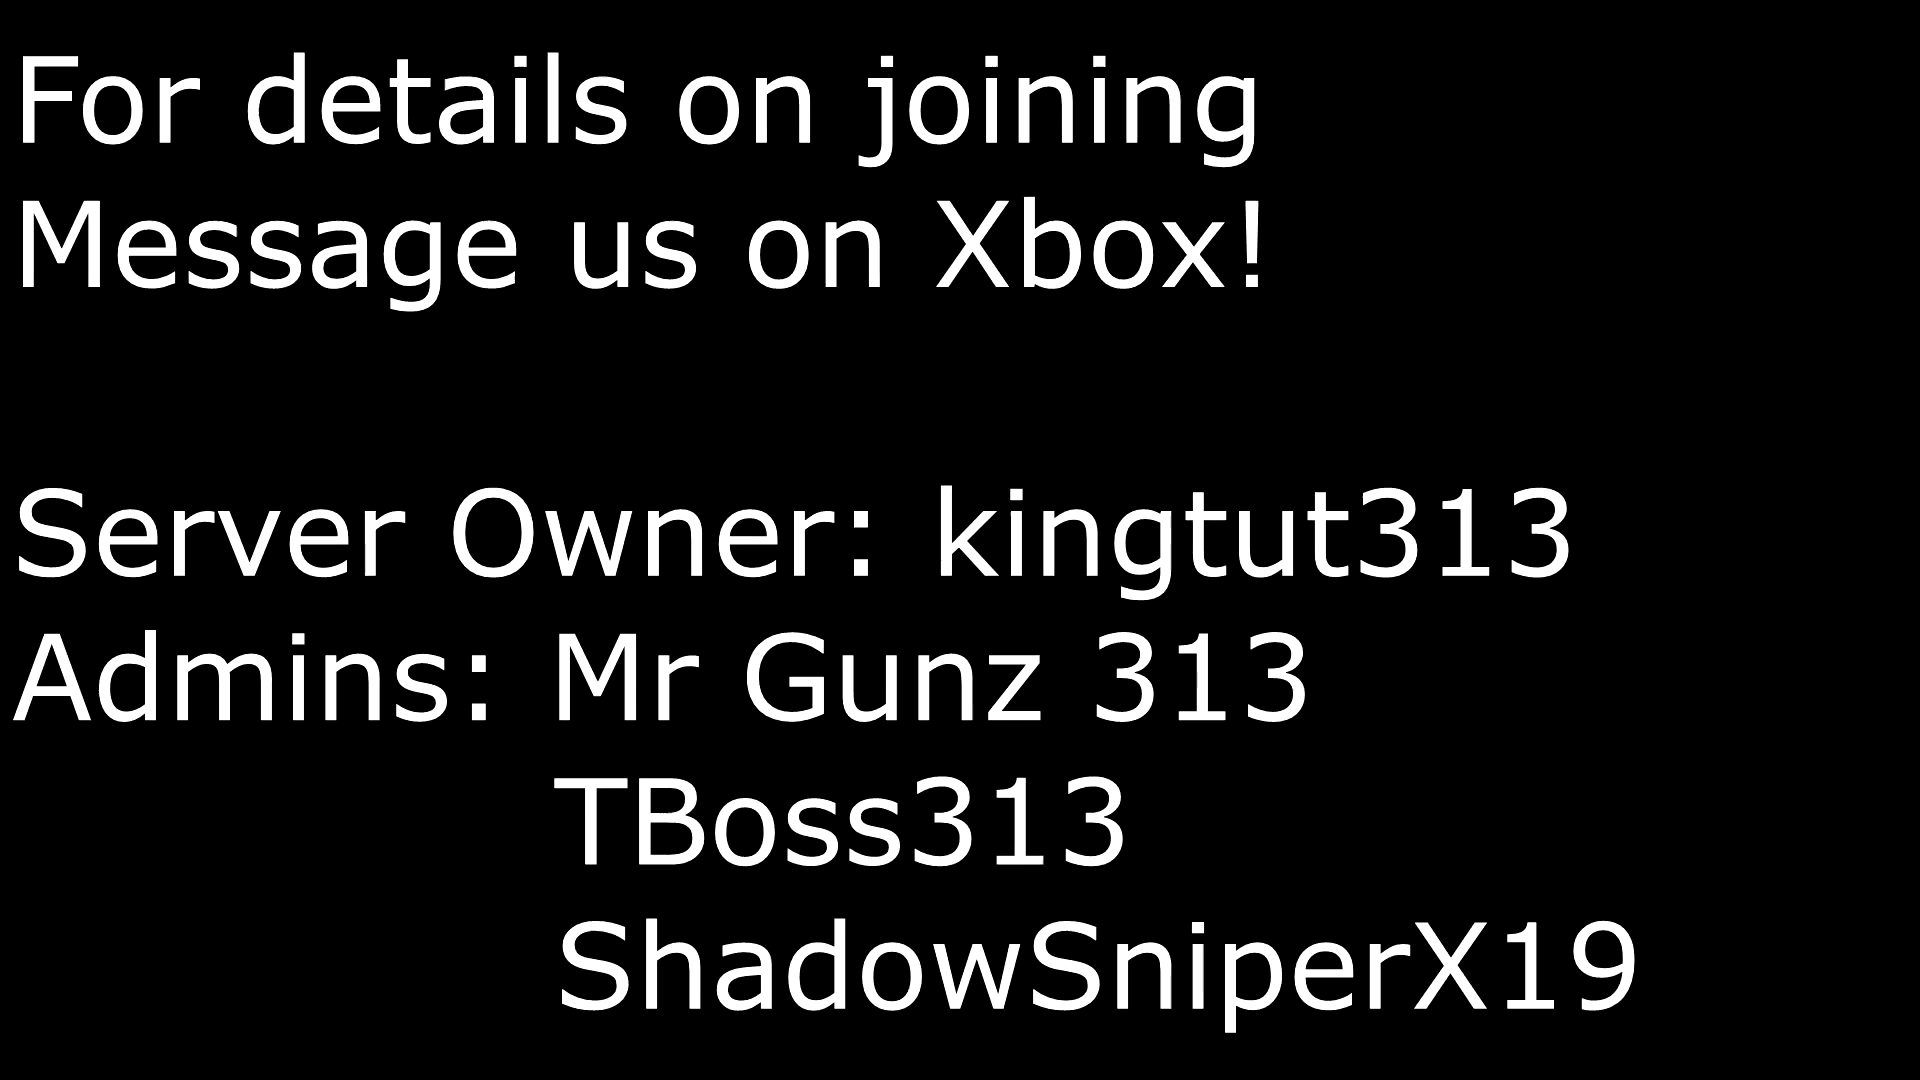 For details on joining
Message us on Xbox!
Server Owner: kingtut313
Admins: Mr Gunz 313
TBoss313
ShadowSniperX19